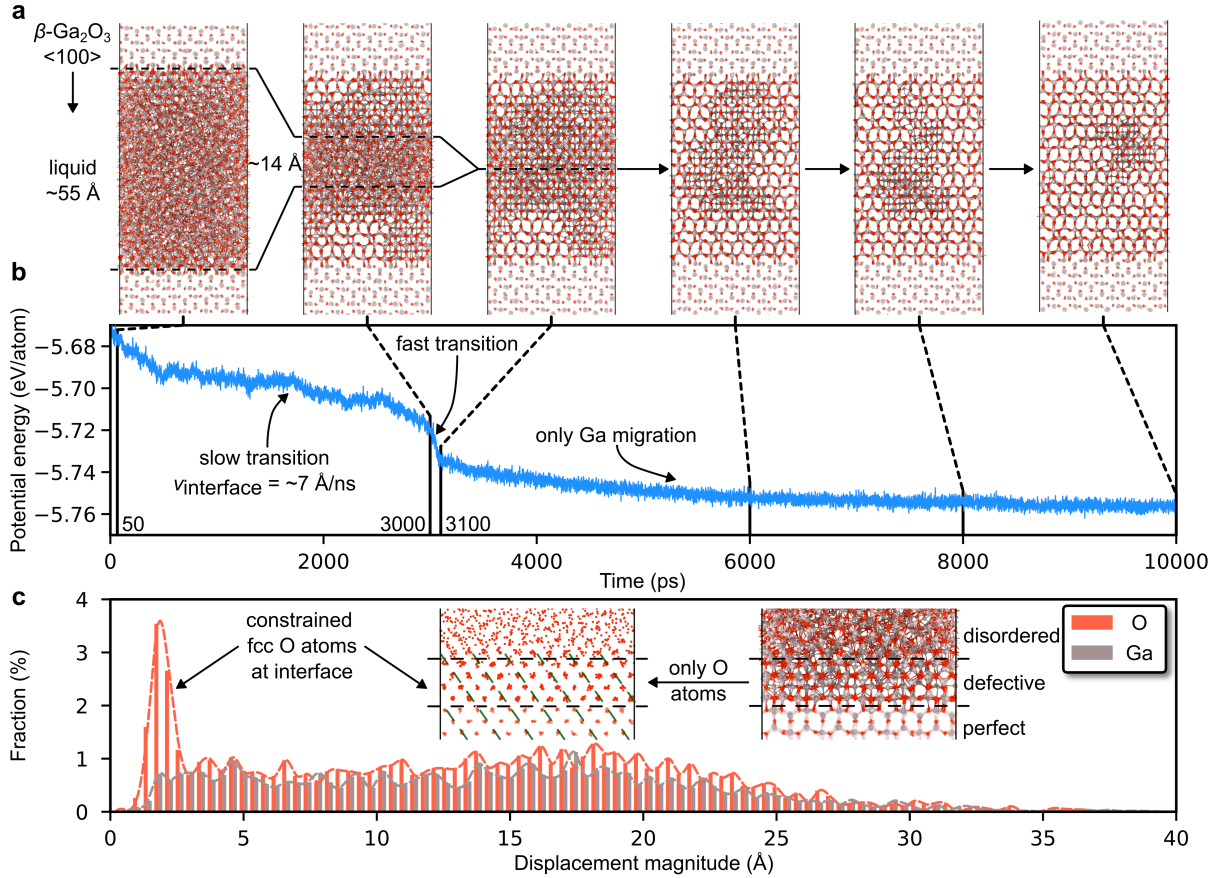 a
β-Ga₂O₃
<100>
liquid
~55 Å
~14 Å
b
Potential energy (eV/atom)
−5.68
−5.70
−5.72
−5.74
−5.76
fast transition
slow transition
vinterface = ~7 Å/ns
only Ga migration
50
3000
3100
0
2000
4000
6000
8000
10000
Time (ps)
c
Fraction (%)
4
3
2
1
0
constrained
fcc O atoms
at interface
only O
atoms
disordered
defective
perfect
O
Ga
0
5
10
15
20
25
30
35
40
Displacement magnitude (Å)